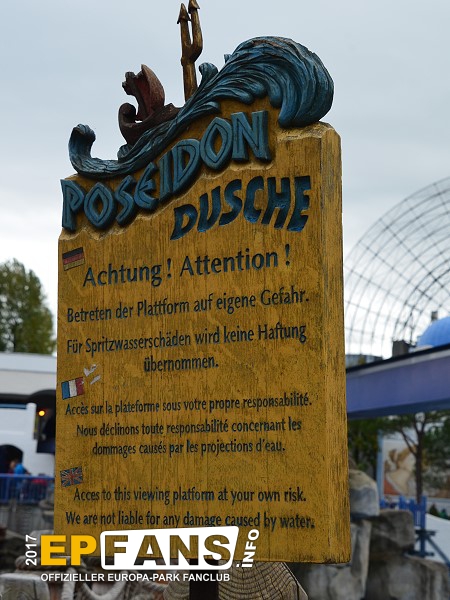 POSEIDON
DUSCHE
Achtung! Attention!
Betreten der Plattform auf eigene Gefahr.
Für Spritzwasserschäden wird keine Haftung
übernommen.
Accès sur la plateforme sous votre propre responsabilité.
Nous déclinons toute responsabilité concernant les
dommages causés par les projections d'eau.
Acces to this viewing platform at your own risk.
We are not liable for any damage caused by water.
2017 EPFANS.INFO
OFFIZIELLER EUROPA-PARK FANCLUB